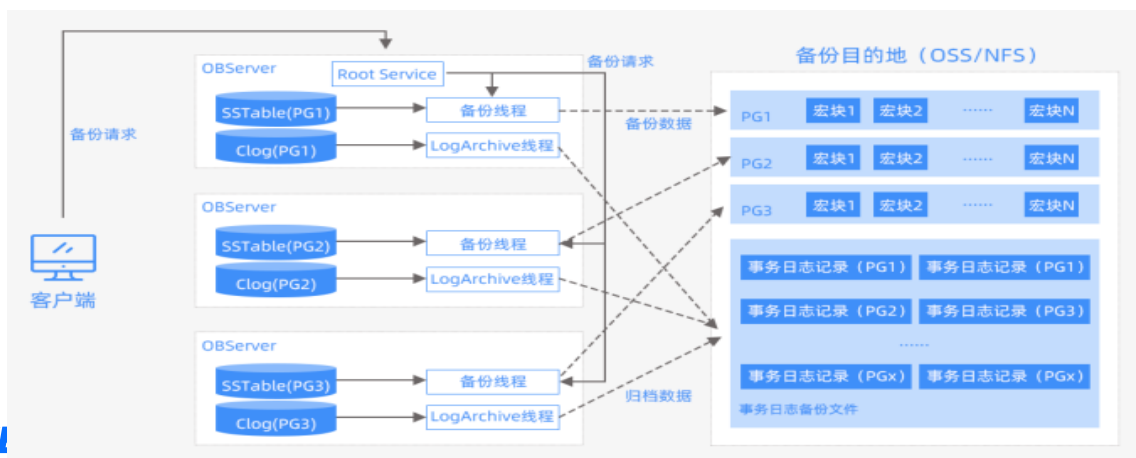 备份请求
客户端
OBServer
Root Service
SSTable(PG1)
备份线程
Clog(PG1)
LogArchive线程
OBServer
SSTable(PG2)
备份线程
Clog(PG2)
LogArchive线程
OBServer
SSTable(PG3)
备份线程
Clog(PG3)
LogArchive线程
备份请求
备份数据
归档数据
备份目的地（OSS/NFS）
PG1 宏块1 宏块2 ...... 宏块N
PG2 宏块1 宏块2 ...... 宏块N
PG3 宏块1 宏块2 ...... 宏块N
事务日志记录（PG1） 事务日志记录（PG1）
事务日志记录（PG2） 事务日志记录（PG3）
......
事务日志记录（PGx） 事务日志记录（PGx）
事务日志备份文件